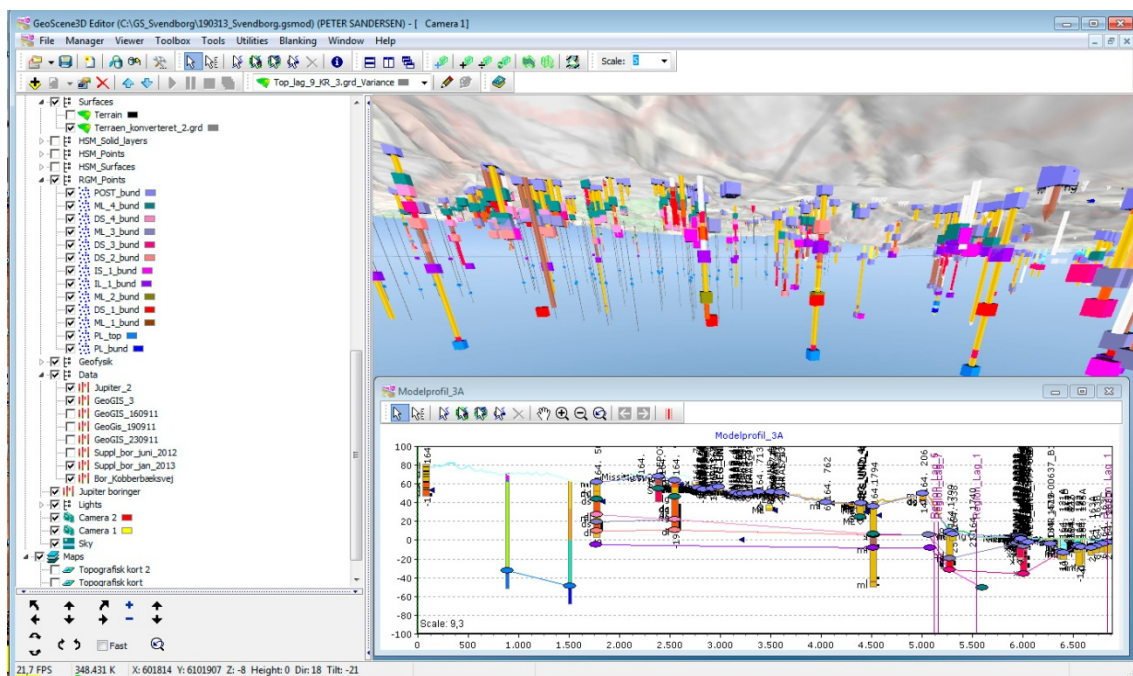 GeoScene3D Editor (C:\GS_Svendborg\190313_Svendborg.gsmod) (PETER SANDERSEN) - [ Camera1 ]
File Manager Viewer Toolbox Tools Utilities Blanking Window Help
Scale: 5
Top_lag_9_KR_3.grd_Variance
Surfaces
Terrain
Terraen_konverteret_2.grd
HSM_Solid_layers
HSM_Points
HSM_Surfaces
RGM_Points
POST_bund
ML_4_bund
DS_4_bund
ML_3_bund
DS_3_bund
DS_2_bund
IS_1_bund
IL_1_bund
ML_2_bund
DS_1_bund
ML_1_bund
PL_top
PL_bund
Geofysik
Data
Jupiter_2
GeoGIS_3
GeoGIS_160911
GeoGis_190911
GeoGIS_230911
Suppl_bor_juni_2012
Suppl_bor_jan_2013
Bor_Kobberbæksvej
Jupiter boringer
Lights
Camera 2
Camera 1
Sky
Maps
Topografisk kort 2
Topografisk kort
Fast
Modelprofil_3A
Modelprofil_3A
100
80
60
40
20
0
-20
-40
-60
-80
-100
Region_Lag_1
Lag_1
Scale: 9,3
0 500 1.000 1.500 2.000 2.500 3.000 3.500 4.000 4.500 5.000 5.500 6.000 6.500
21,7 FPS 348.431 K X: 601814 Y: 6101907 Z: -8 Height: 0 Dir: 18 Tilt: -21